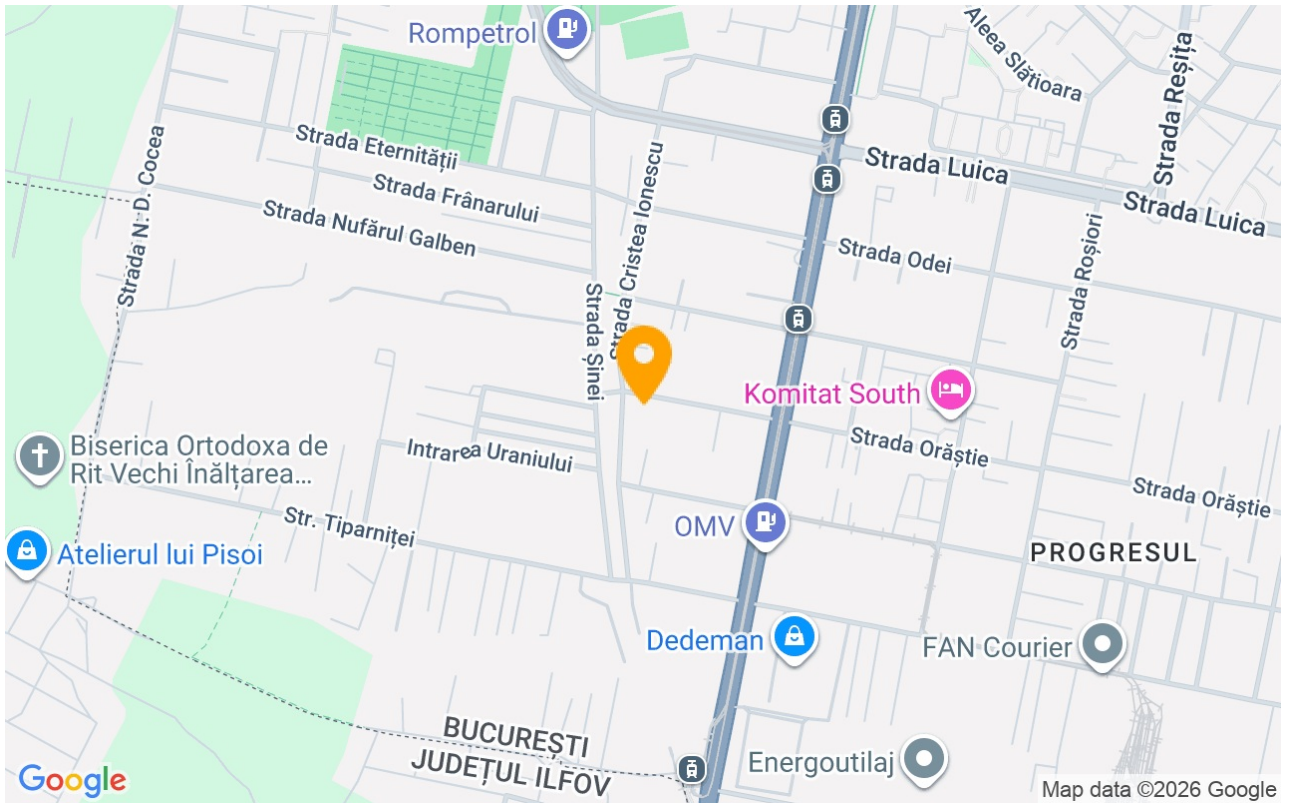 Rompetrol
Aleea Slătioara
Strada Reșița
Strada N. D. Cocea
Strada Eternității
Strada Cristea Ionescu
Strada Luica
Strada Frânarului
Strada Luica
Strada Nufărul Galben
Strada Odei
Strada Roșiori
Strada Șinei
Komitat South
Biserica Ortodoxa de
Rit Vechi Înălțarea...
Intrarea Uraniului
Strada Orăștie
Strada Orăștie
Str. Tiparniței
OMV
Atelierul lui Pisoi
PROGRESUL
Dedeman
FAN Courier
BUCUREȘTI
JUDEȚUL ILFOV
Energoutilaj
Google
Map data ©2026 Google